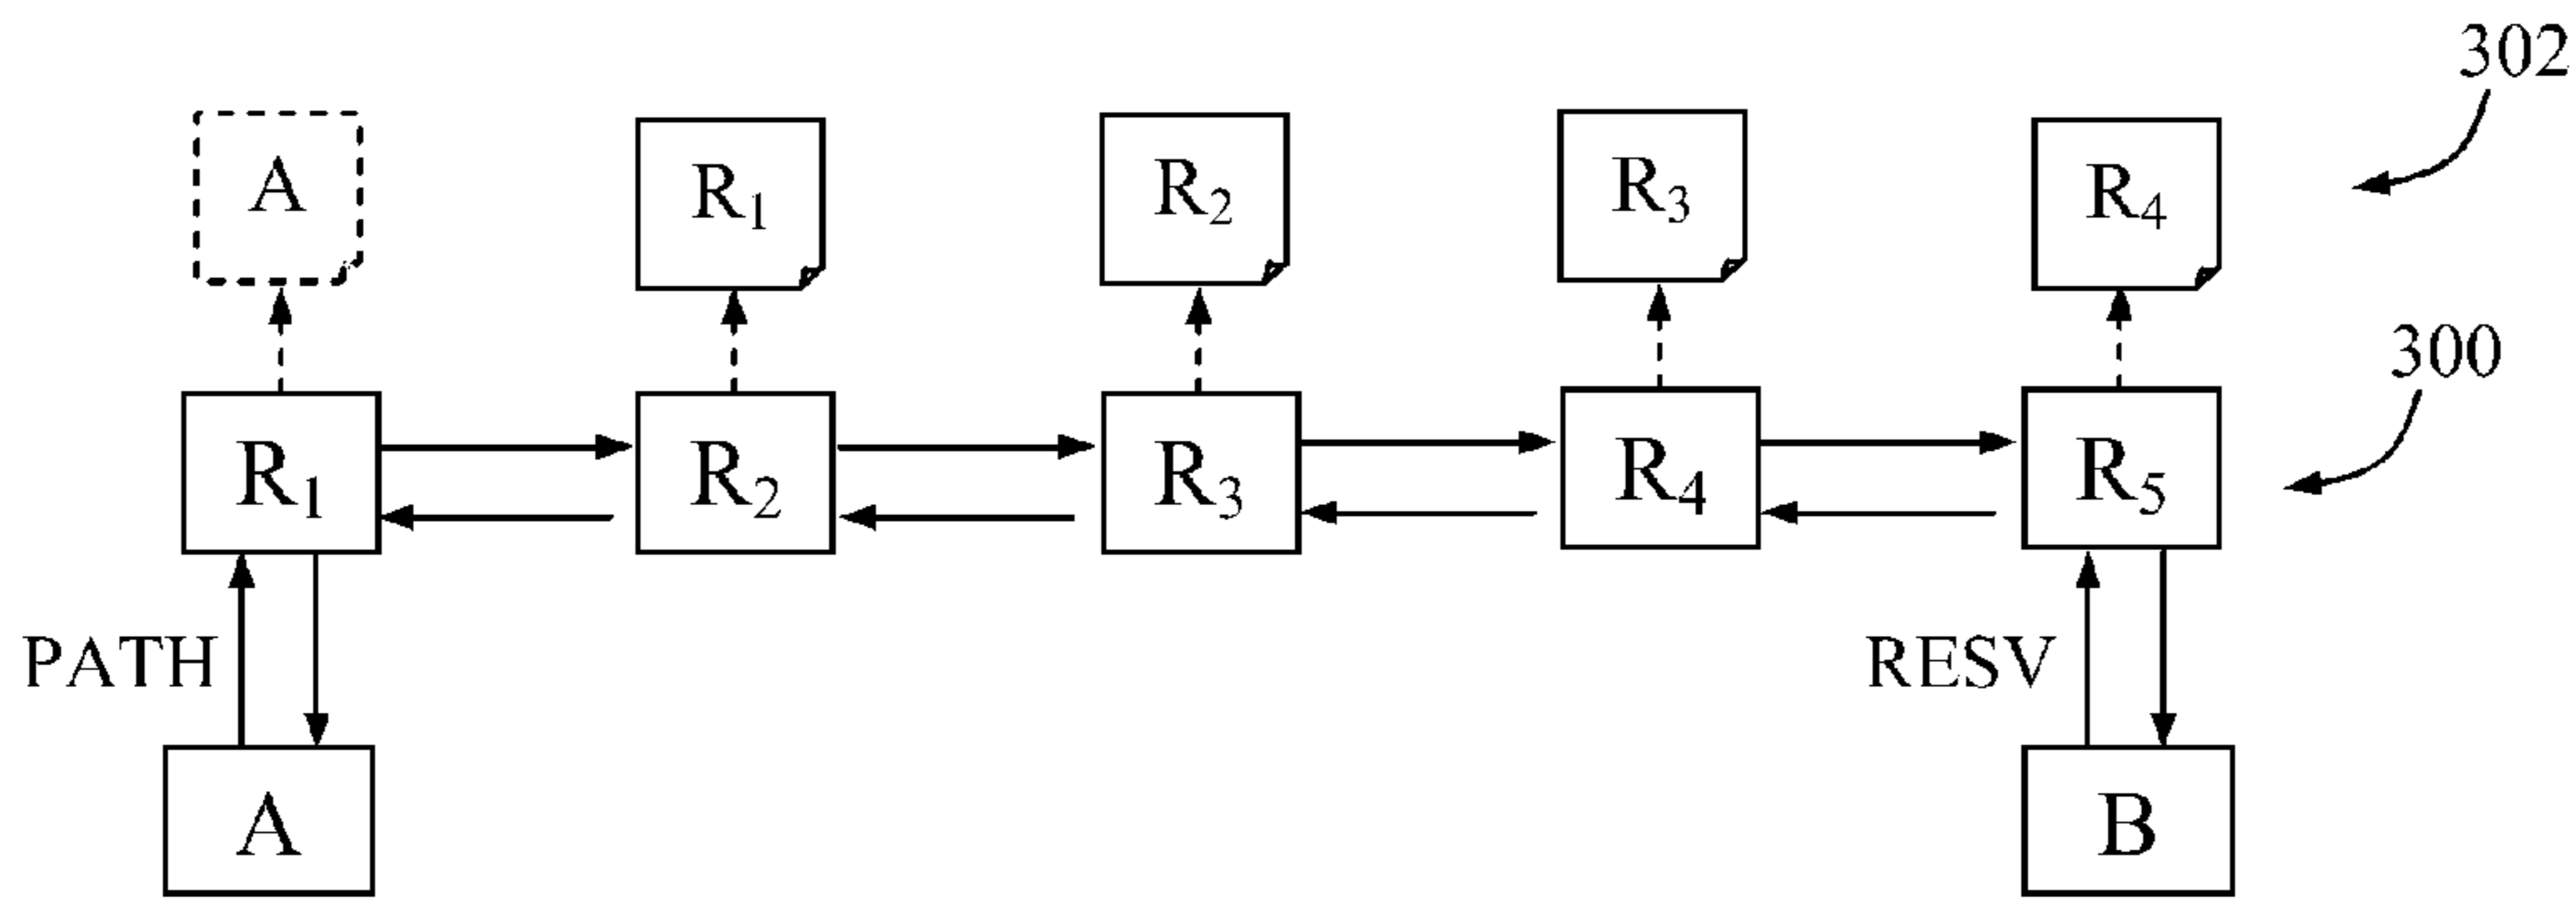 302
A R₁ R₂ R₃ R₄
300
R₁ R₂ R₃ R₄ R₅
PATH RESV
A B